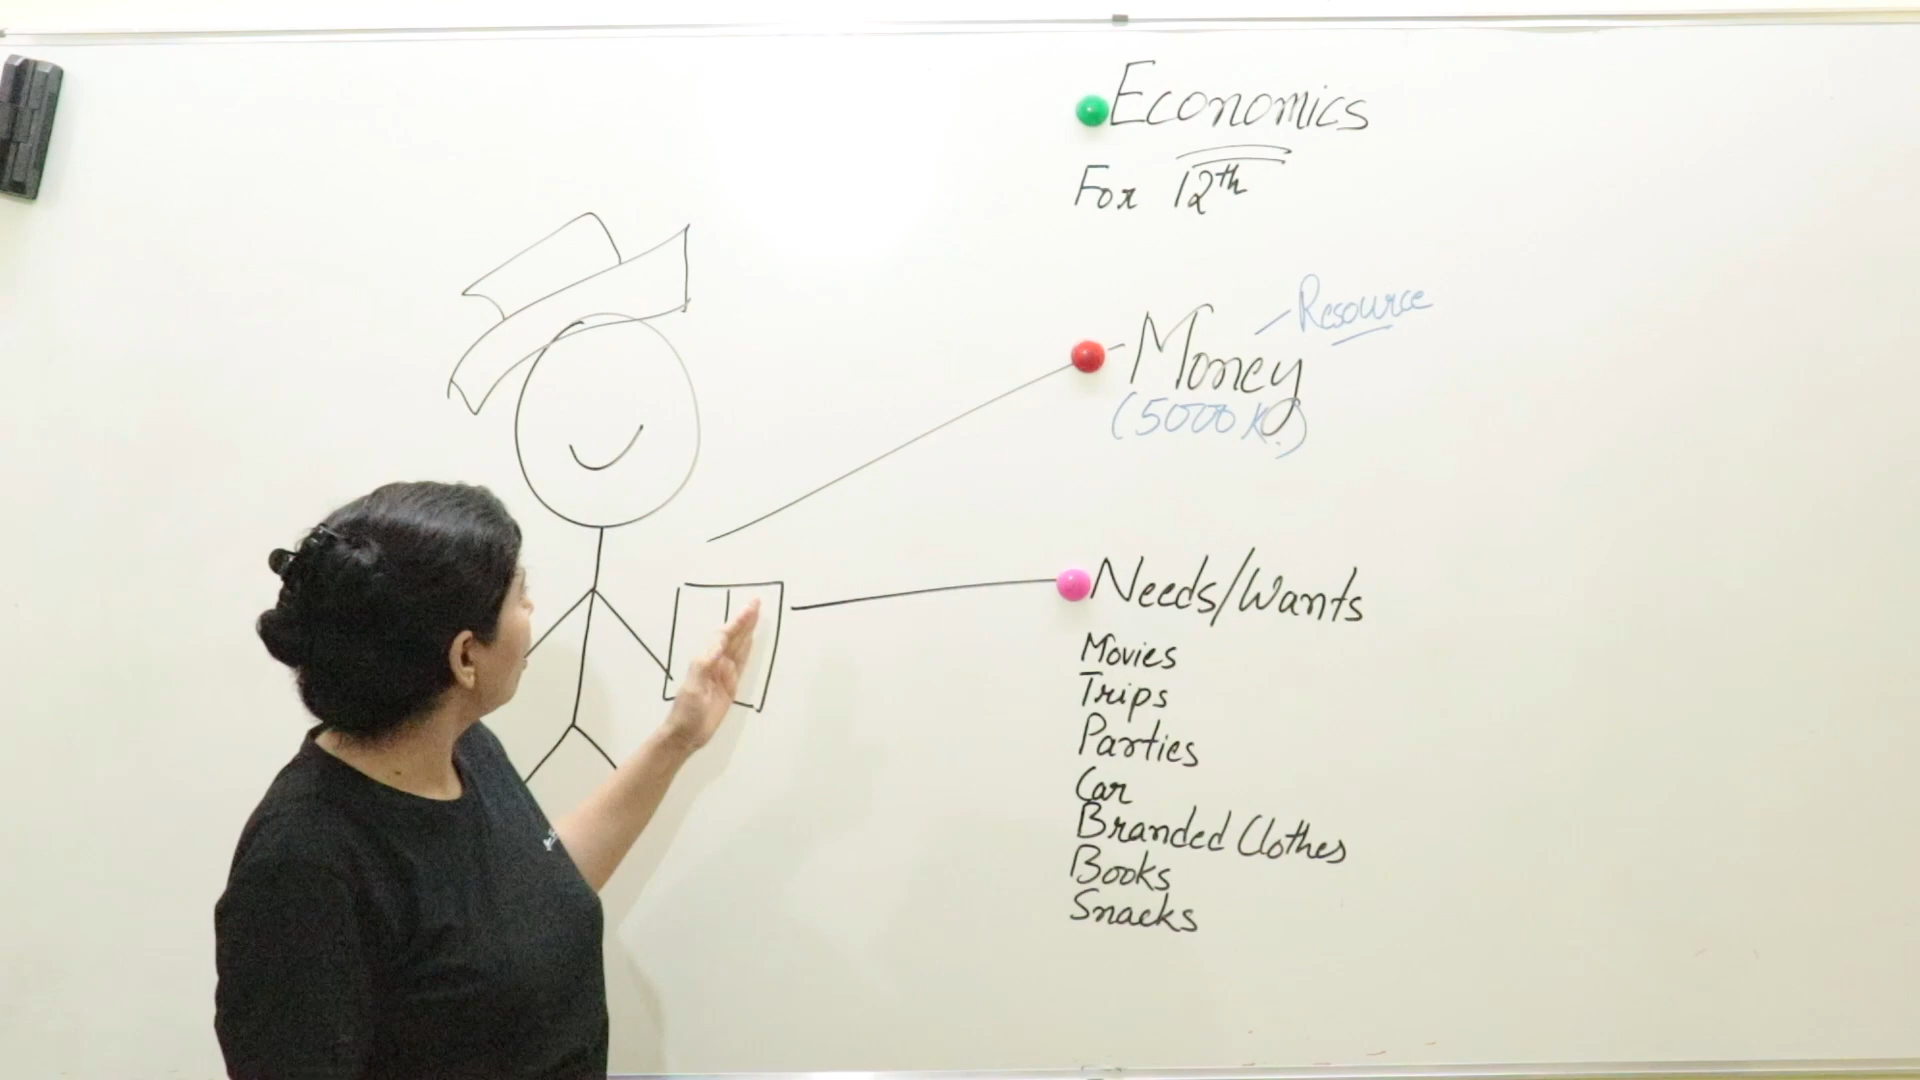 Economics
For 12th
Resource
Money
(5000
Needs/Wants
Movies
Trips
Parties
Car
Branded Clothes
Books
Snacks